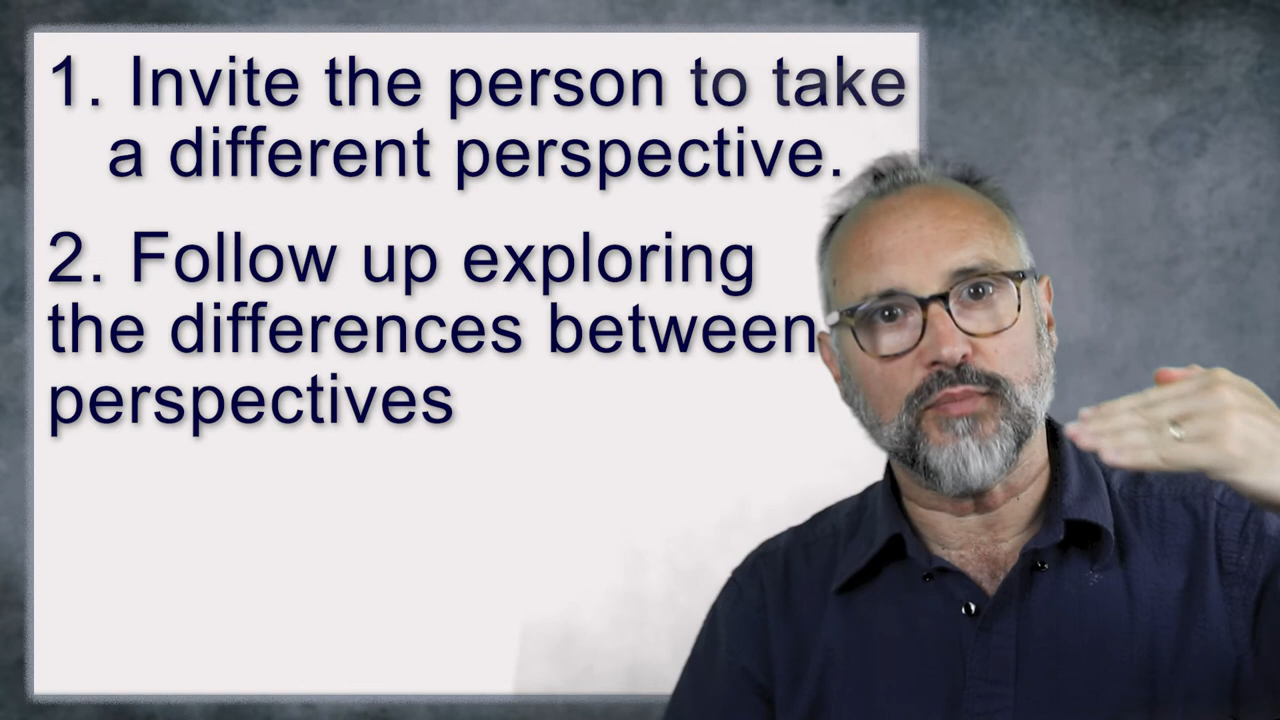 1. Invite the person to take
a different perspective.
2. Follow up exploring
the differences between
perspectives